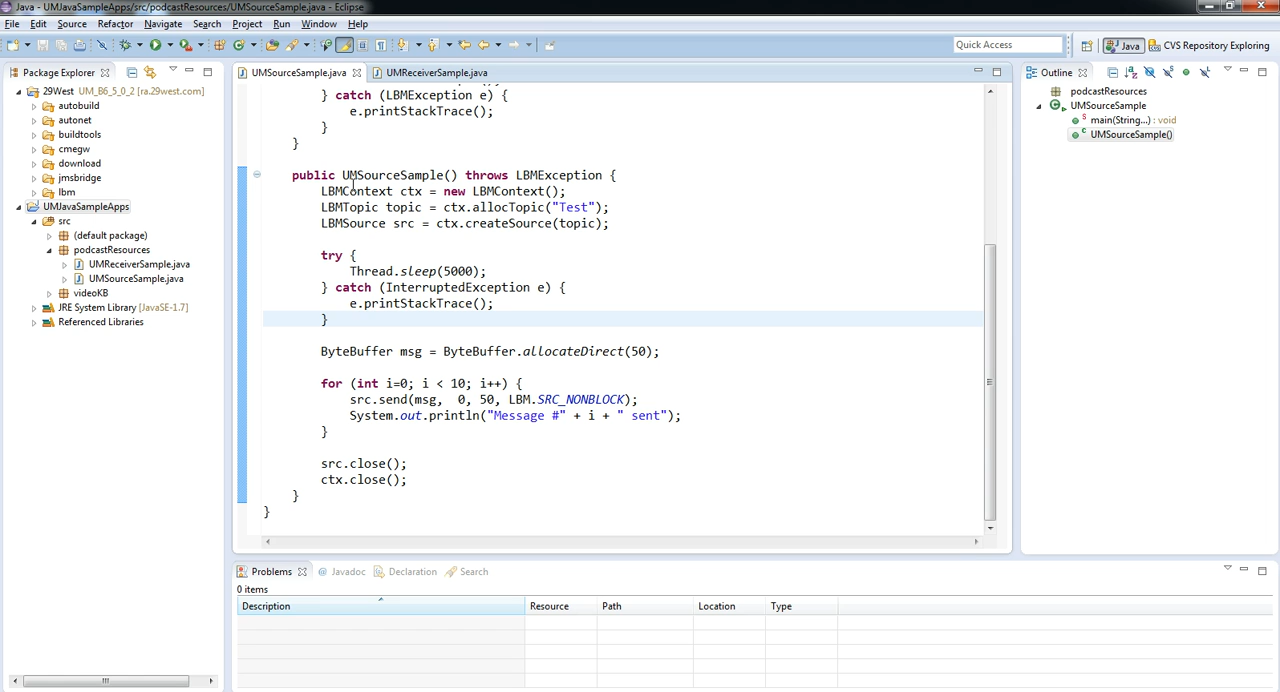 Java - UMJavaSampleApps/src/podcastResources/UMSourceSample.java - Eclipse
File Edit Source Refactor Navigate Search Project Run Window Help
Quick Access Java CVS Repository Exploring
Package Explorer
29West UM_B6_5_0_2 [ra.29west.com]
autobuild
autonet
buildtools
cmegw
download
jmsbridge
lbm
UMJavaSampleApps
src
(default package)
podcastResources
UMReceiverSample.java
UMSourceSample.java
videoKB
JRE System Library [JavaSE-1.7]
Referenced Libraries
UMSourceSample.java UMReceiverSample.java
} catch (LBMException e) {
e.printStackTrace();
}
}
public UMSourceSample() throws LBMException {
LBMContext ctx = new LBMContext();
LBMTopic topic = ctx.allocTopic("Test");
LBMSource src = ctx.createSource(topic);
try {
Thread.sleep(5000);
} catch (InterruptedException e) {
e.printStackTrace();
}
ByteBuffer msg = ByteBuffer.allocateDirect(50);
for (int i=0; i < 10; i++) {
src.send(msg, 0, 50, LBM.SRC_NONBLOCK);
System.out.println("Message #" + i + " sent");
}
src.close();
ctx.close();
}
}
Outline
podcastResources
UMSourceSample
main(String...) : void
UMSourceSample()
Problems Javadoc Declaration Search
0 items
Description Resource Path Location Type